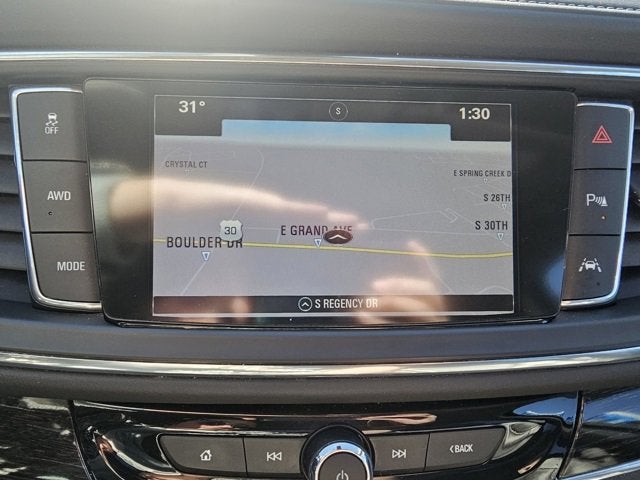 31° S 1:30
OFF
AWD
MODE
CRYSTAL CT
E SPRING CREEK D
S 26TH
S 30TH
30
E GRAND AVE
BOULDER DR
S REGENCY DR
P
BACK